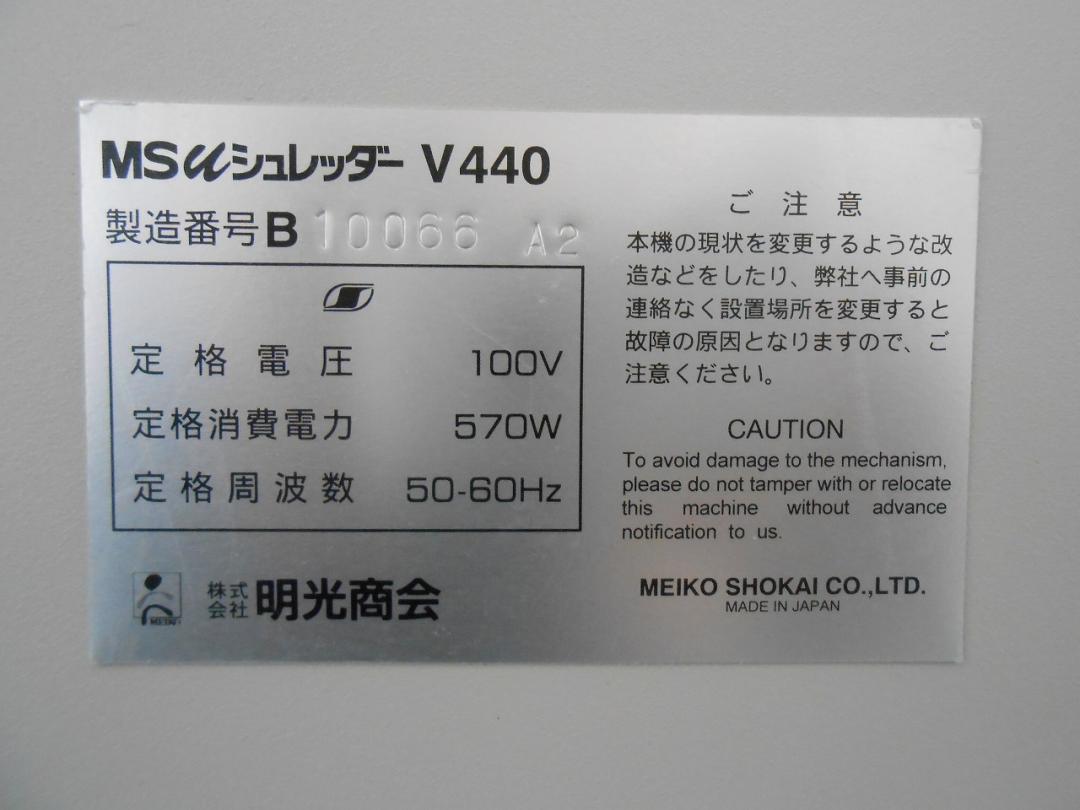 MSuシュレッダー V440
製造番号B 10066 A2
定格電圧 100V
定格消費電力 570W
定格周波数 50-60Hz
株式会社 明光商会
ご注意
本機の現状を変更するような改
造などをしたり、弊社へ事前の
連絡なく設置場所を変更すると
故障の原因となりますので、ご
注意ください。
CAUTION
To avoid damage to the mechanism,
please do not tamper with or relocate
this machine without advance
notification to us.
MEIKO SHOKAI CO.,LTD.
MADE IN JAPAN